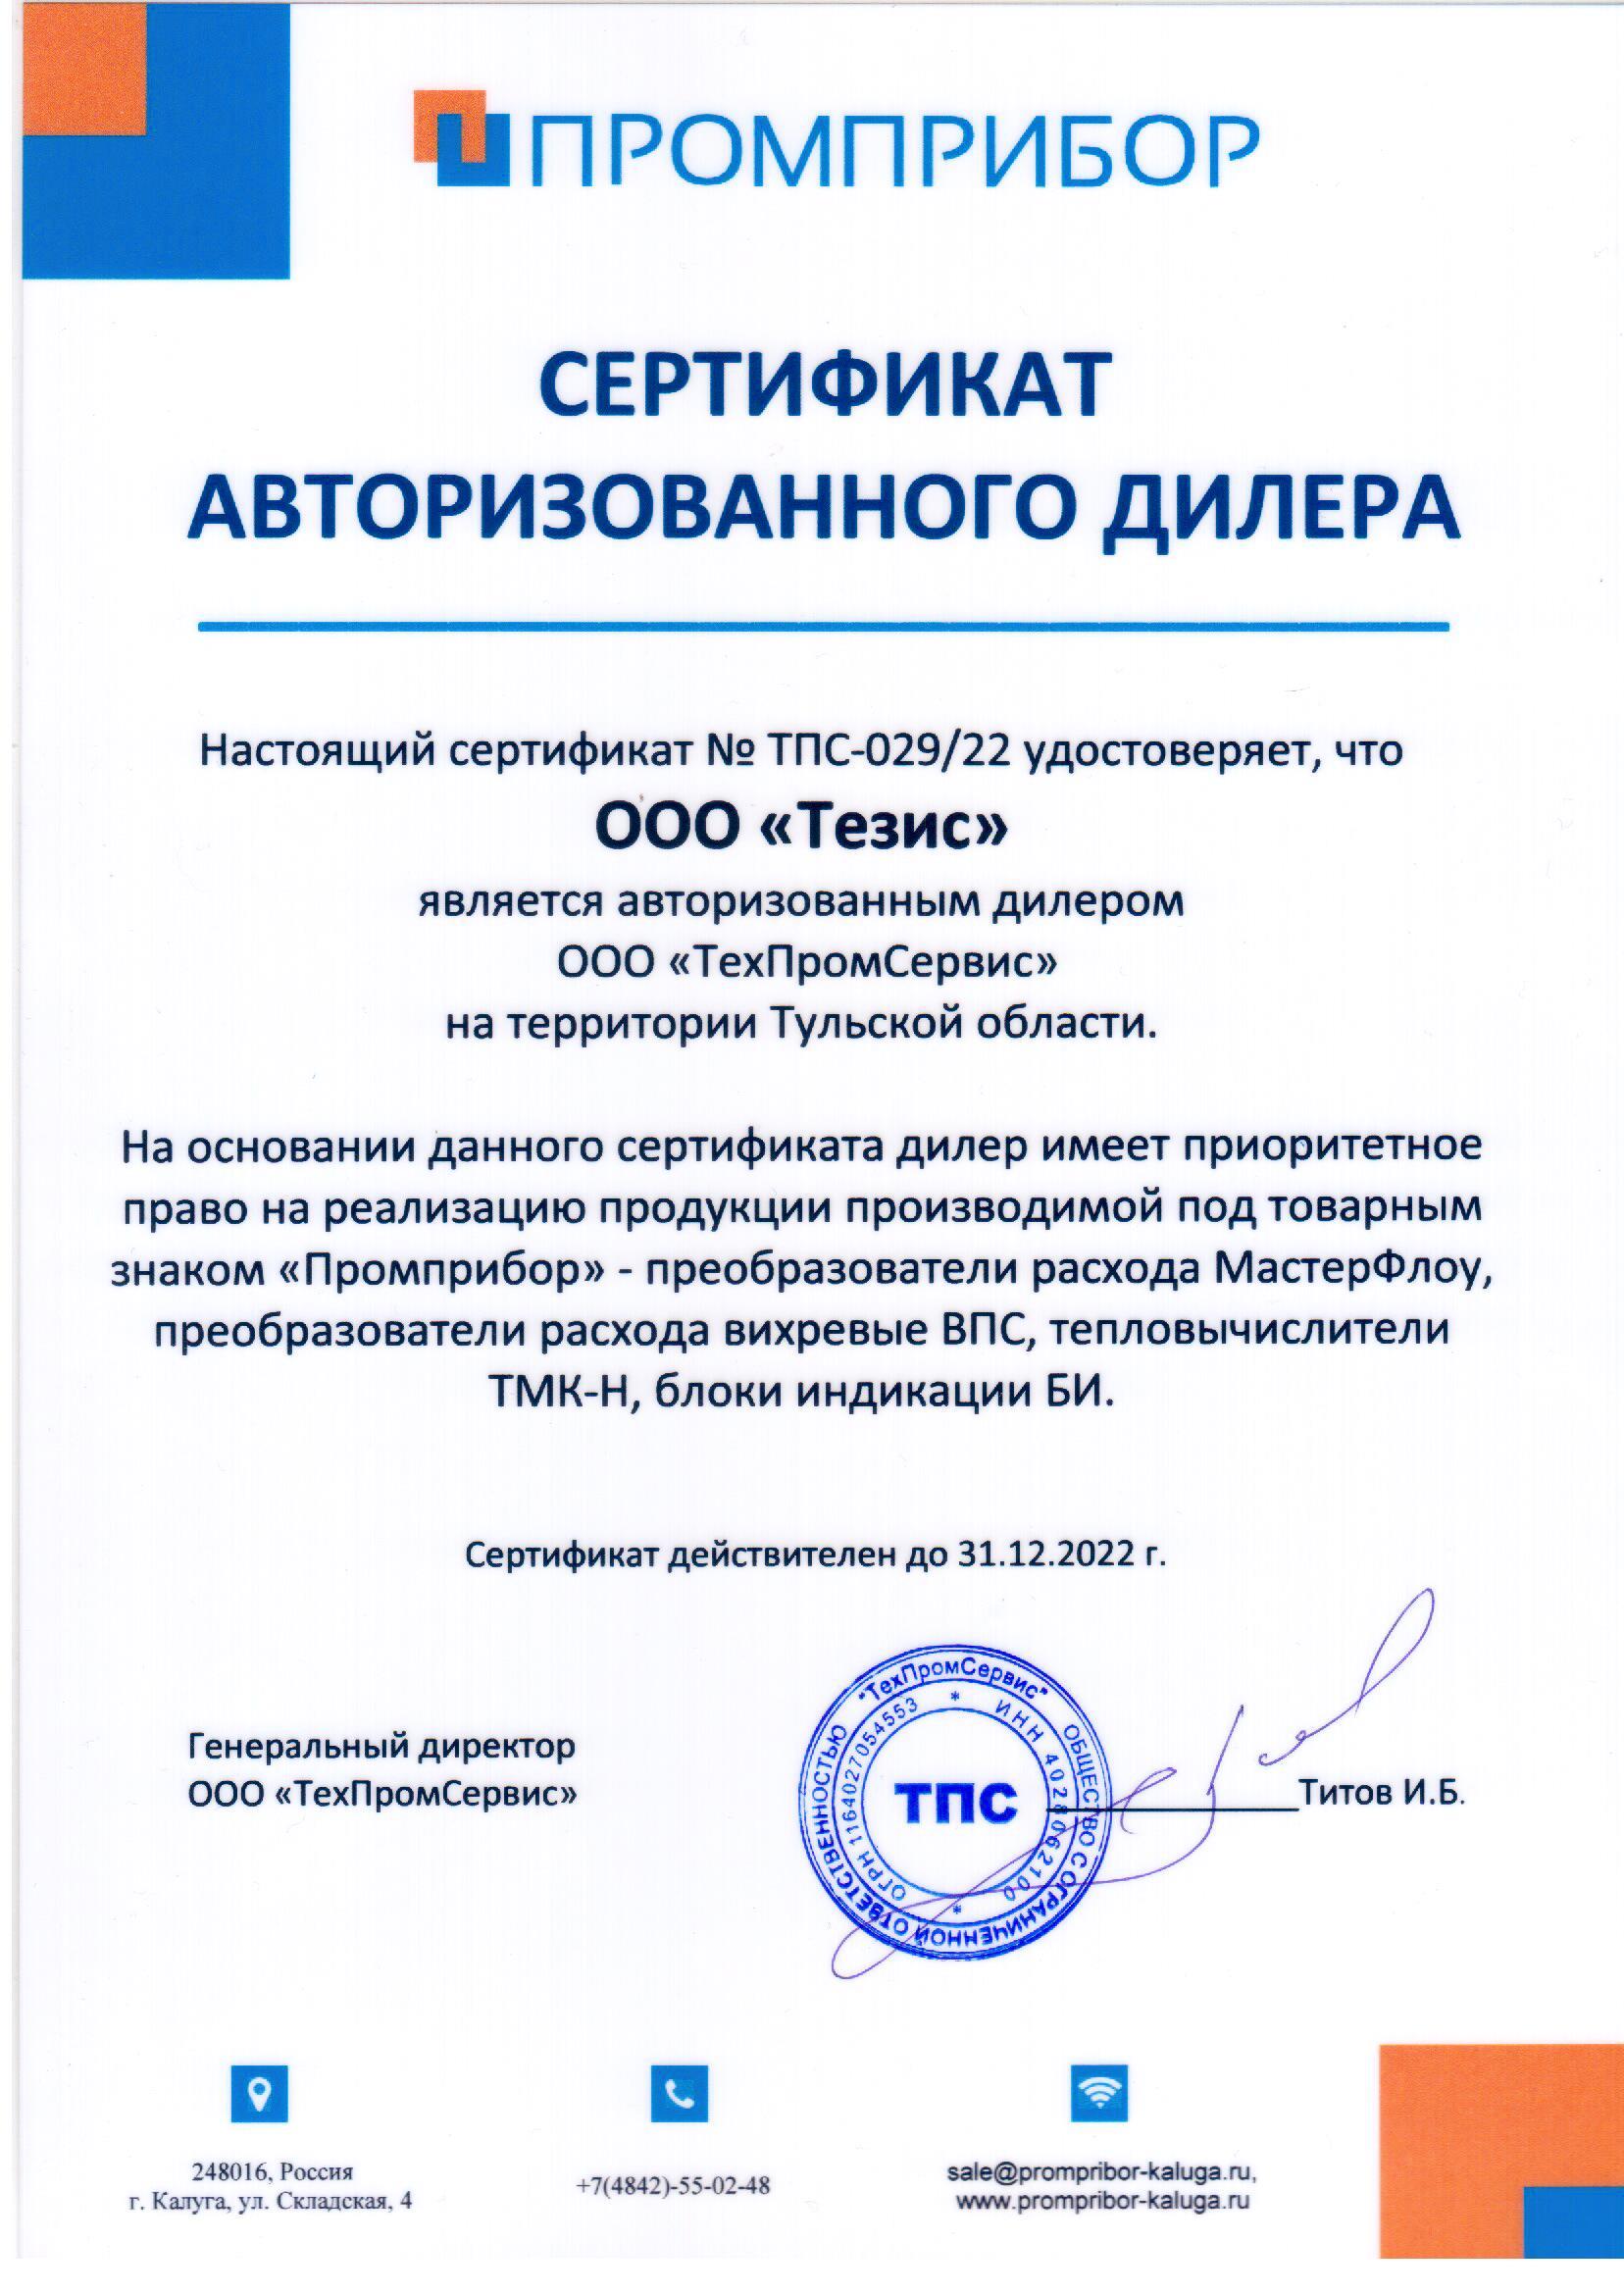 ПРОМПРИБОР
СЕРТИФИКАТ
АВТОРИЗОВАННОГО ДИЛЕРА
Настоящий сертификат № ТПС-029/22 удостоверяет, что
ООО «Тезис»
является авторизованным дилером
ООО «ТехПромСервис»
на территории Тульской области.
На основании данного сертификата дилер имеет приоритетное
право на реализацию продукции производимой под товарным
знаком «Промприбор» - преобразователи расхода МастерФлоу,
преобразователи расхода вихревые ВПС, тепловычислители
ТМК-Н, блоки индикации БИ.
Сертификат действителен до 31.12.2022 г.
Генеральный директор
ООО «ТехПромСервис»
ОБЩЕСТВО С ОГРАНИЧЕННОЙ ОТВЕТСТВЕННОСТЬЮ "ТехПромСервис"
* ИНН 4028062100 * ОГРН 1164027054553
ТПС
Титов И.Б.
248016, Россия
г. Калуга, ул. Складская, 4
+7(4842)-55-02-48
sale@prompribor-kaluga.ru,
www.prompribor-kaluga.ru